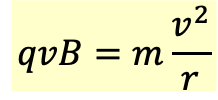 qvB = m v²/r